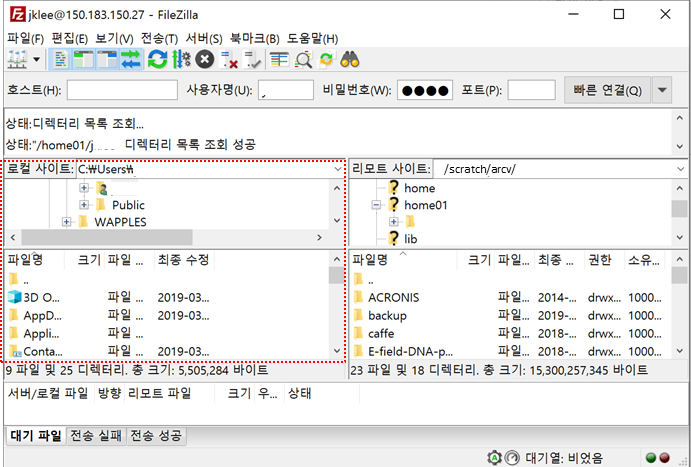 jklee@150.183.150.27 - FileZilla
파일(F) 편집(E) 보기(V) 전송(T) 서버(S) 북마크(B) 도움말(H)
호스트(H): 사용자명(U): 비밀번호(W): ●●●● 포트(P): 빠른 연결(Q)
상태:디렉터리 목록 조회...
상태:"/home01/j 디렉터리 목록 조회 성공
로컬 사이트: C:₩Users₩
Public
WAPPLES
리모트 사이트: /scratch/arcv/
home
home01
lib
파일명 크기 파일 ... 최종 수정
..
3D O...
파일 ... 2019-03...
AppD... 파일 ... 2019-03...
Appli... 파일 ...
Conta... 파일 ... 2019-03...
9 파일 및 25 디렉터리. 총 크기: 5,505,284 바이트
파일명 크기 파일... 최종 ... 권한 소유...
..
ACRONIS 파일... 2014-... drwx... 1000...
backup 파일... 2018-... drwx... 1000...
caffe 파일... 2018-... drwx... 1000...
E-field-DNA-p... 파일... 2018-... drwx... 1000...
23 파일 및 18 디렉터리. 총 크기: 15,300,257,345 바이트
서버/로컬 파일 방향 리모트 파일 크기 우... 상태
대기 파일 전송 실패 전송 성공
대기열: 비었음